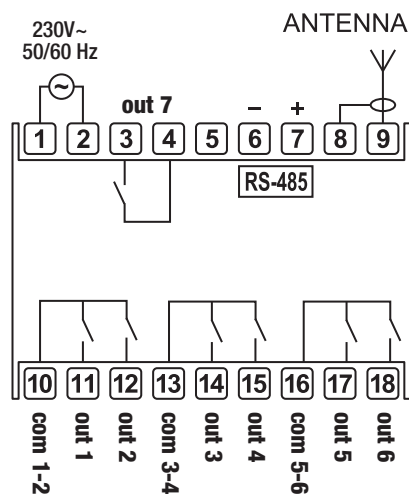 230V~
50/60 Hz
ANTENNA
~
out 7
– +
1 2 3 4 5 6 7 8 9
RS-485
10 11 12 13 14 15 16 17 18
com 1-2
out 1
out 2
com 3-4
out 3
out 4
com 5-6
out 5
out 6